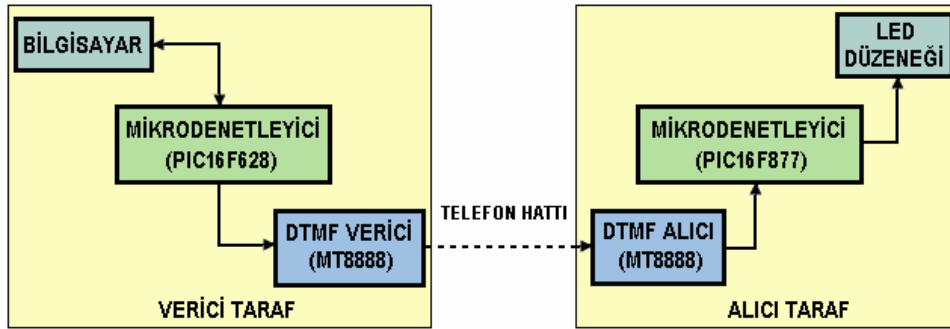 BİLGİSAYAR
MİKRODENETLEYİCİ
(PIC16F628)
DTMF VERİCİ
(MT8888)
VERİCİ TARAF
TELEFON HATTI
LED
DÜZENEĞİ
MİKRODENETLEYİCİ
(PIC16F877)
DTMF ALICI
(MT8888)
ALICI TARAF